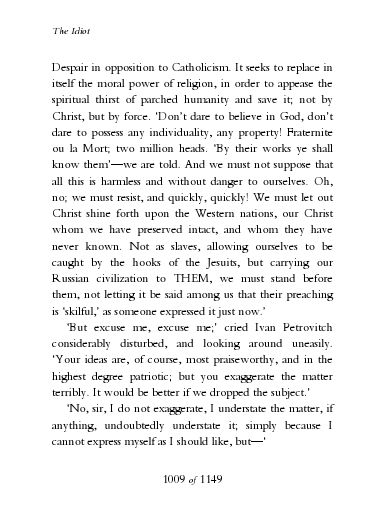 The Idiot
Despair in opposition to Catholicism. It seeks to replace in
itself the moral power of religion, in order to appease the
spiritual thirst of parched humanity and save it; not by
Christ, but by force. ‘Don’t dare to believe in God, don’t
dare to possess any individuality, any property! Fraternite
ou la Mort; two million heads. ‘By their works ye shall
know them’—we are told. And we must not suppose that
all this is harmless and without danger to ourselves. Oh,
no; we must resist, and quickly, quickly! We must let out
Christ shine forth upon the Western nations, our Christ
whom we have preserved intact, and whom they have
never known. Not as slaves, allowing ourselves to be
caught by the hooks of the Jesuits, but carrying our
Russian civilization to THEM, we must stand before
them, not letting it be said among us that their preaching
is ‘skilful,’ as someone expressed it just now.’
‘But excuse me, excuse me;’ cried Ivan Petrovitch
considerably disturbed, and looking around uneasily.
‘Your ideas are, of course, most praiseworthy, and in the
highest degree patriotic; but you exaggerate the matter
terribly. It would be better if we dropped the subject.’
‘No, sir, I do not exaggerate, I understate the matter, if
anything, undoubtedly understate it; simply because I
cannot express myself as I should like, but—’
1009 of 1149